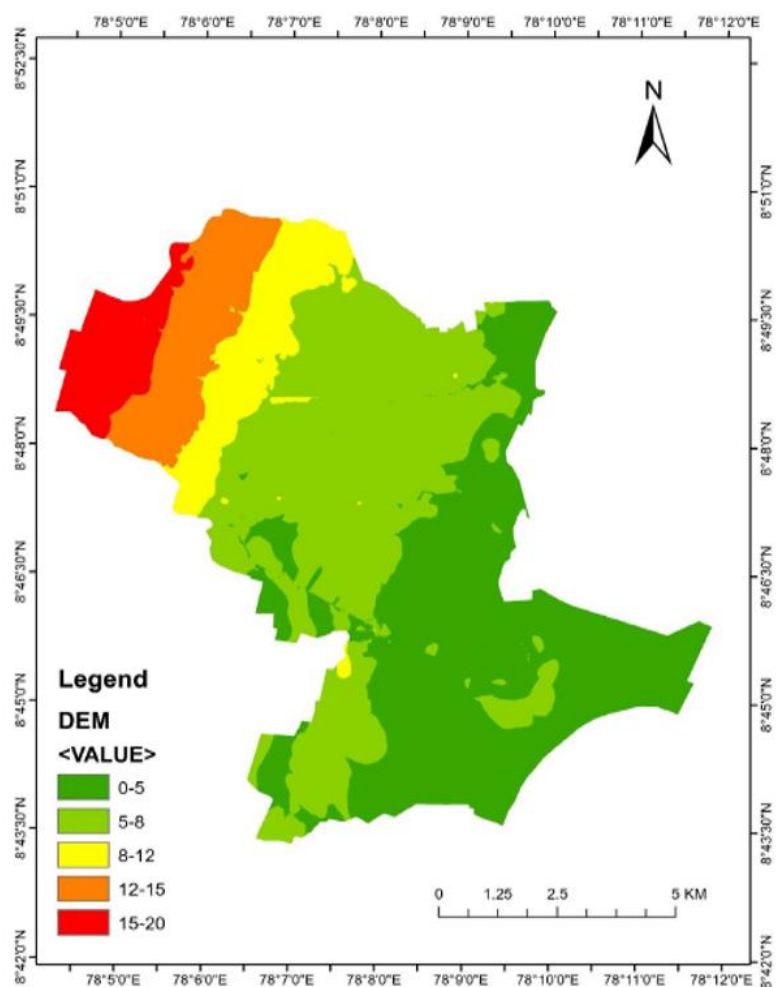 78°5'0"E 78°6'0"E 78°7'0"E 78°8'0"E 78°9'0"E 78°10'0"E 78°11'0"E 78°12'0"E
8°52'30"N
N
8°51'0"N 8°51'0"N
8°49'30"N 8°49'30"N
8°48'0"N 8°48'0"N
8°46'30"N 8°46'30"N
Legend
8°45'0"N 8°45'0"N
DEM
<VALUE>
0-5
5-8
8°43'30"N 8°43'30"N
8-12
12-15
0 1.25 2.5 5 KM
15-20
8°42'0"N 8°42'0"N
78°5'0"E 78°6'0"E 78°7'0"E 78°8'0"E 78°9'0"E 78°10'0"E 78°11'0"E 78°12'0"E